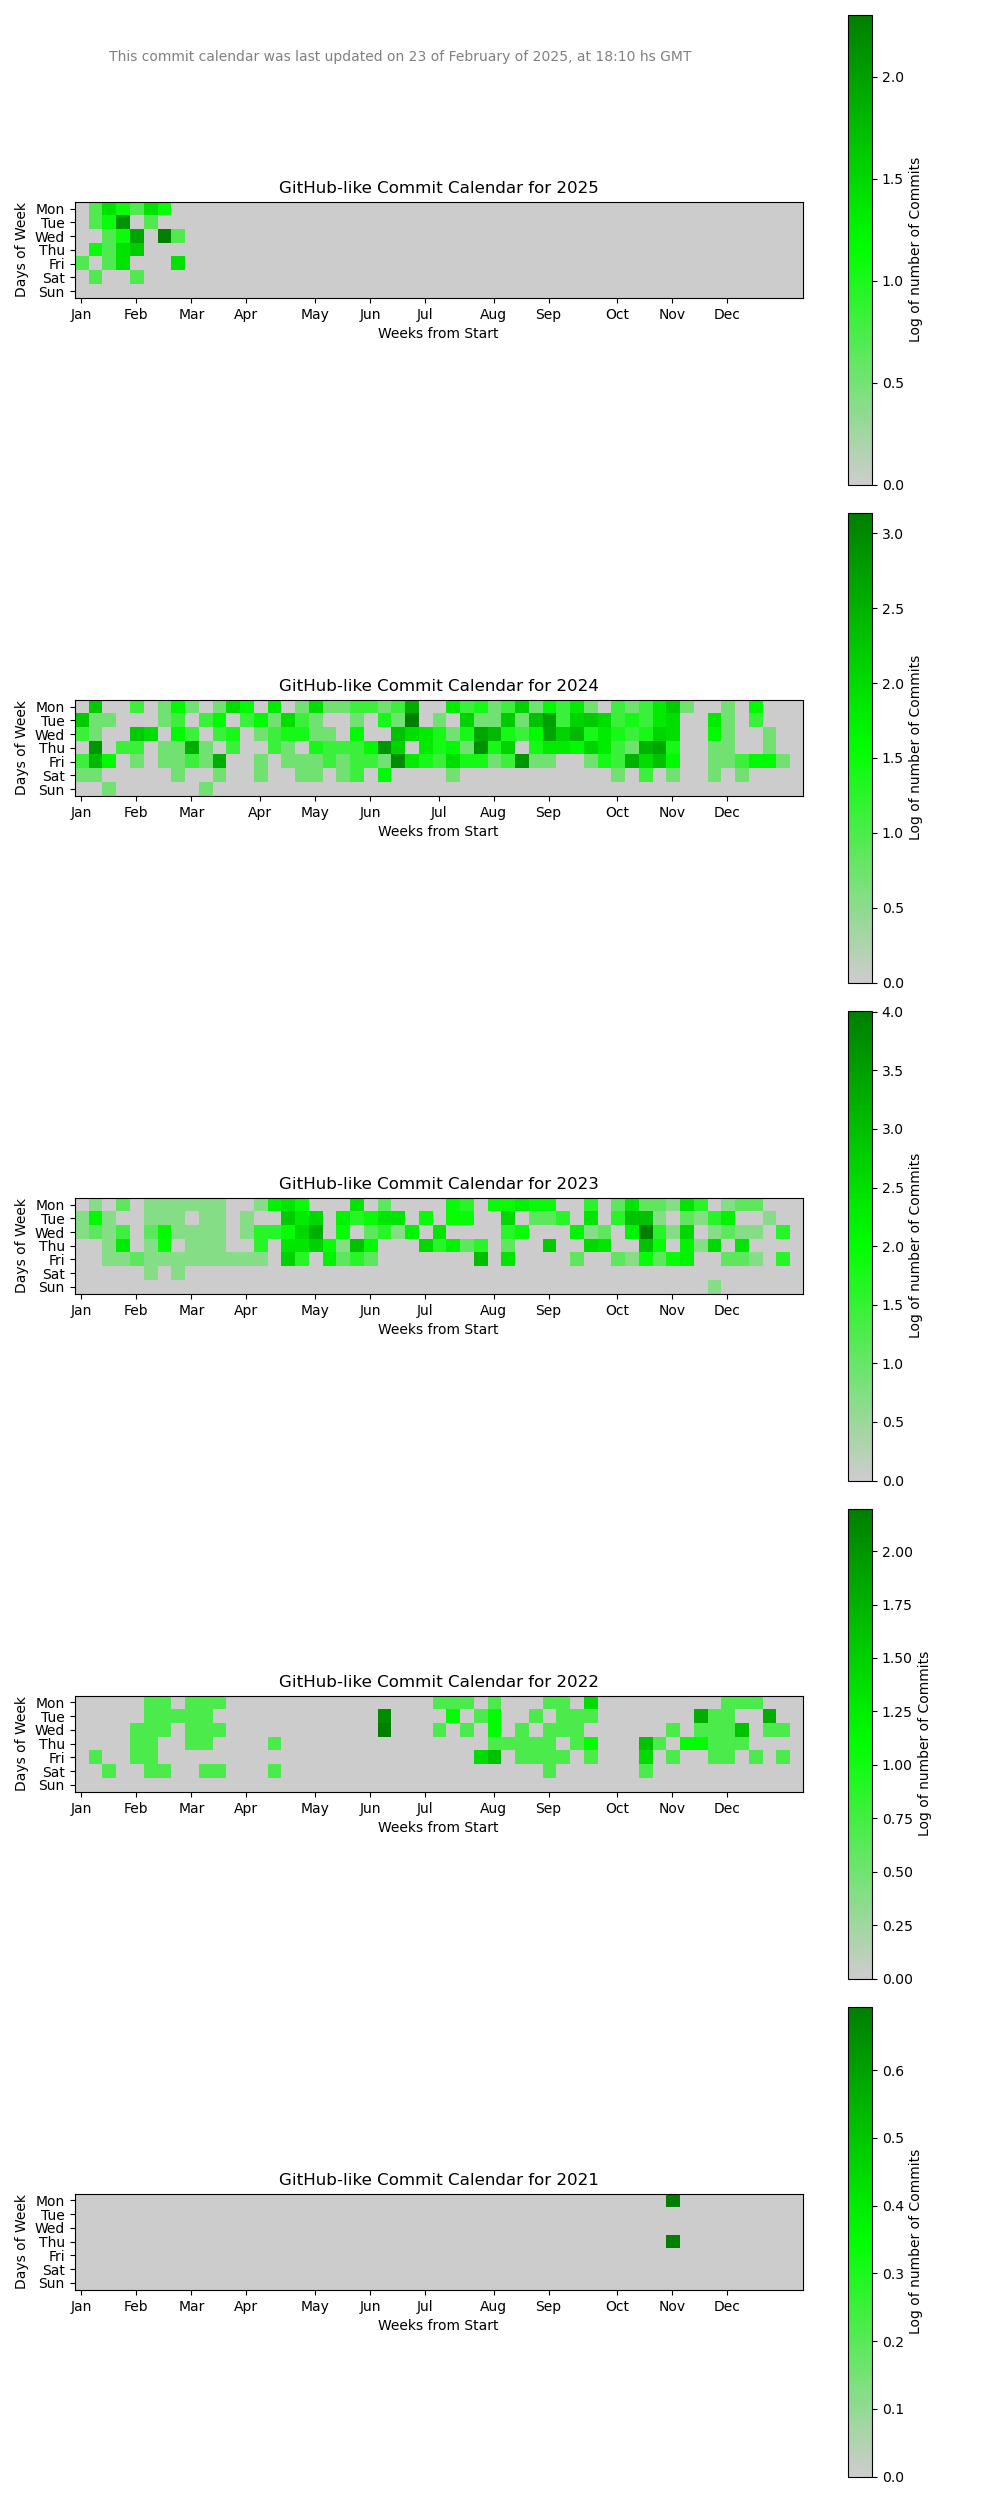 This commit calendar was last updated on 23 of February of 2025, at 18:10 hs GMT
GitHub-like Commit Calendar for 2025
Days of Week
Mon
Tue
Wed
Thu
Fri
Sat
Sun
Jan Feb Mar Apr May Jun Jul Aug Sep Oct Nov Dec
Weeks from Start
2.0
1.5
1.0
0.5
0.0
Log of number of Commits
GitHub-like Commit Calendar for 2024
Days of Week
Mon
Tue
Wed
Thu
Fri
Sat
Sun
Jan Feb Mar Apr May Jun Jul Aug Sep Oct Nov Dec
Weeks from Start
3.0
2.5
2.0
1.5
1.0
0.5
0.0
Log of number of Commits
GitHub-like Commit Calendar for 2023
Days of Week
Mon
Tue
Wed
Thu
Fri
Sat
Sun
Jan Feb Mar Apr May Jun Jul Aug Sep Oct Nov Dec
Weeks from Start
4.0
3.5
3.0
2.5
2.0
1.5
1.0
0.5
0.0
Log of number of Commits
GitHub-like Commit Calendar for 2022
Days of Week
Mon
Tue
Wed
Thu
Fri
Sat
Sun
Jan Feb Mar Apr May Jun Jul Aug Sep Oct Nov Dec
Weeks from Start
2.00
1.75
1.50
1.25
1.00
0.75
0.50
0.25
0.00
Log of number of Commits
GitHub-like Commit Calendar for 2021
Days of Week
Mon
Tue
Wed
Thu
Fri
Sat
Sun
Jan Feb Mar Apr May Jun Jul Aug Sep Oct Nov Dec
Weeks from Start
0.6
0.5
0.4
0.3
0.2
0.1
0.0
Log of number of Commits